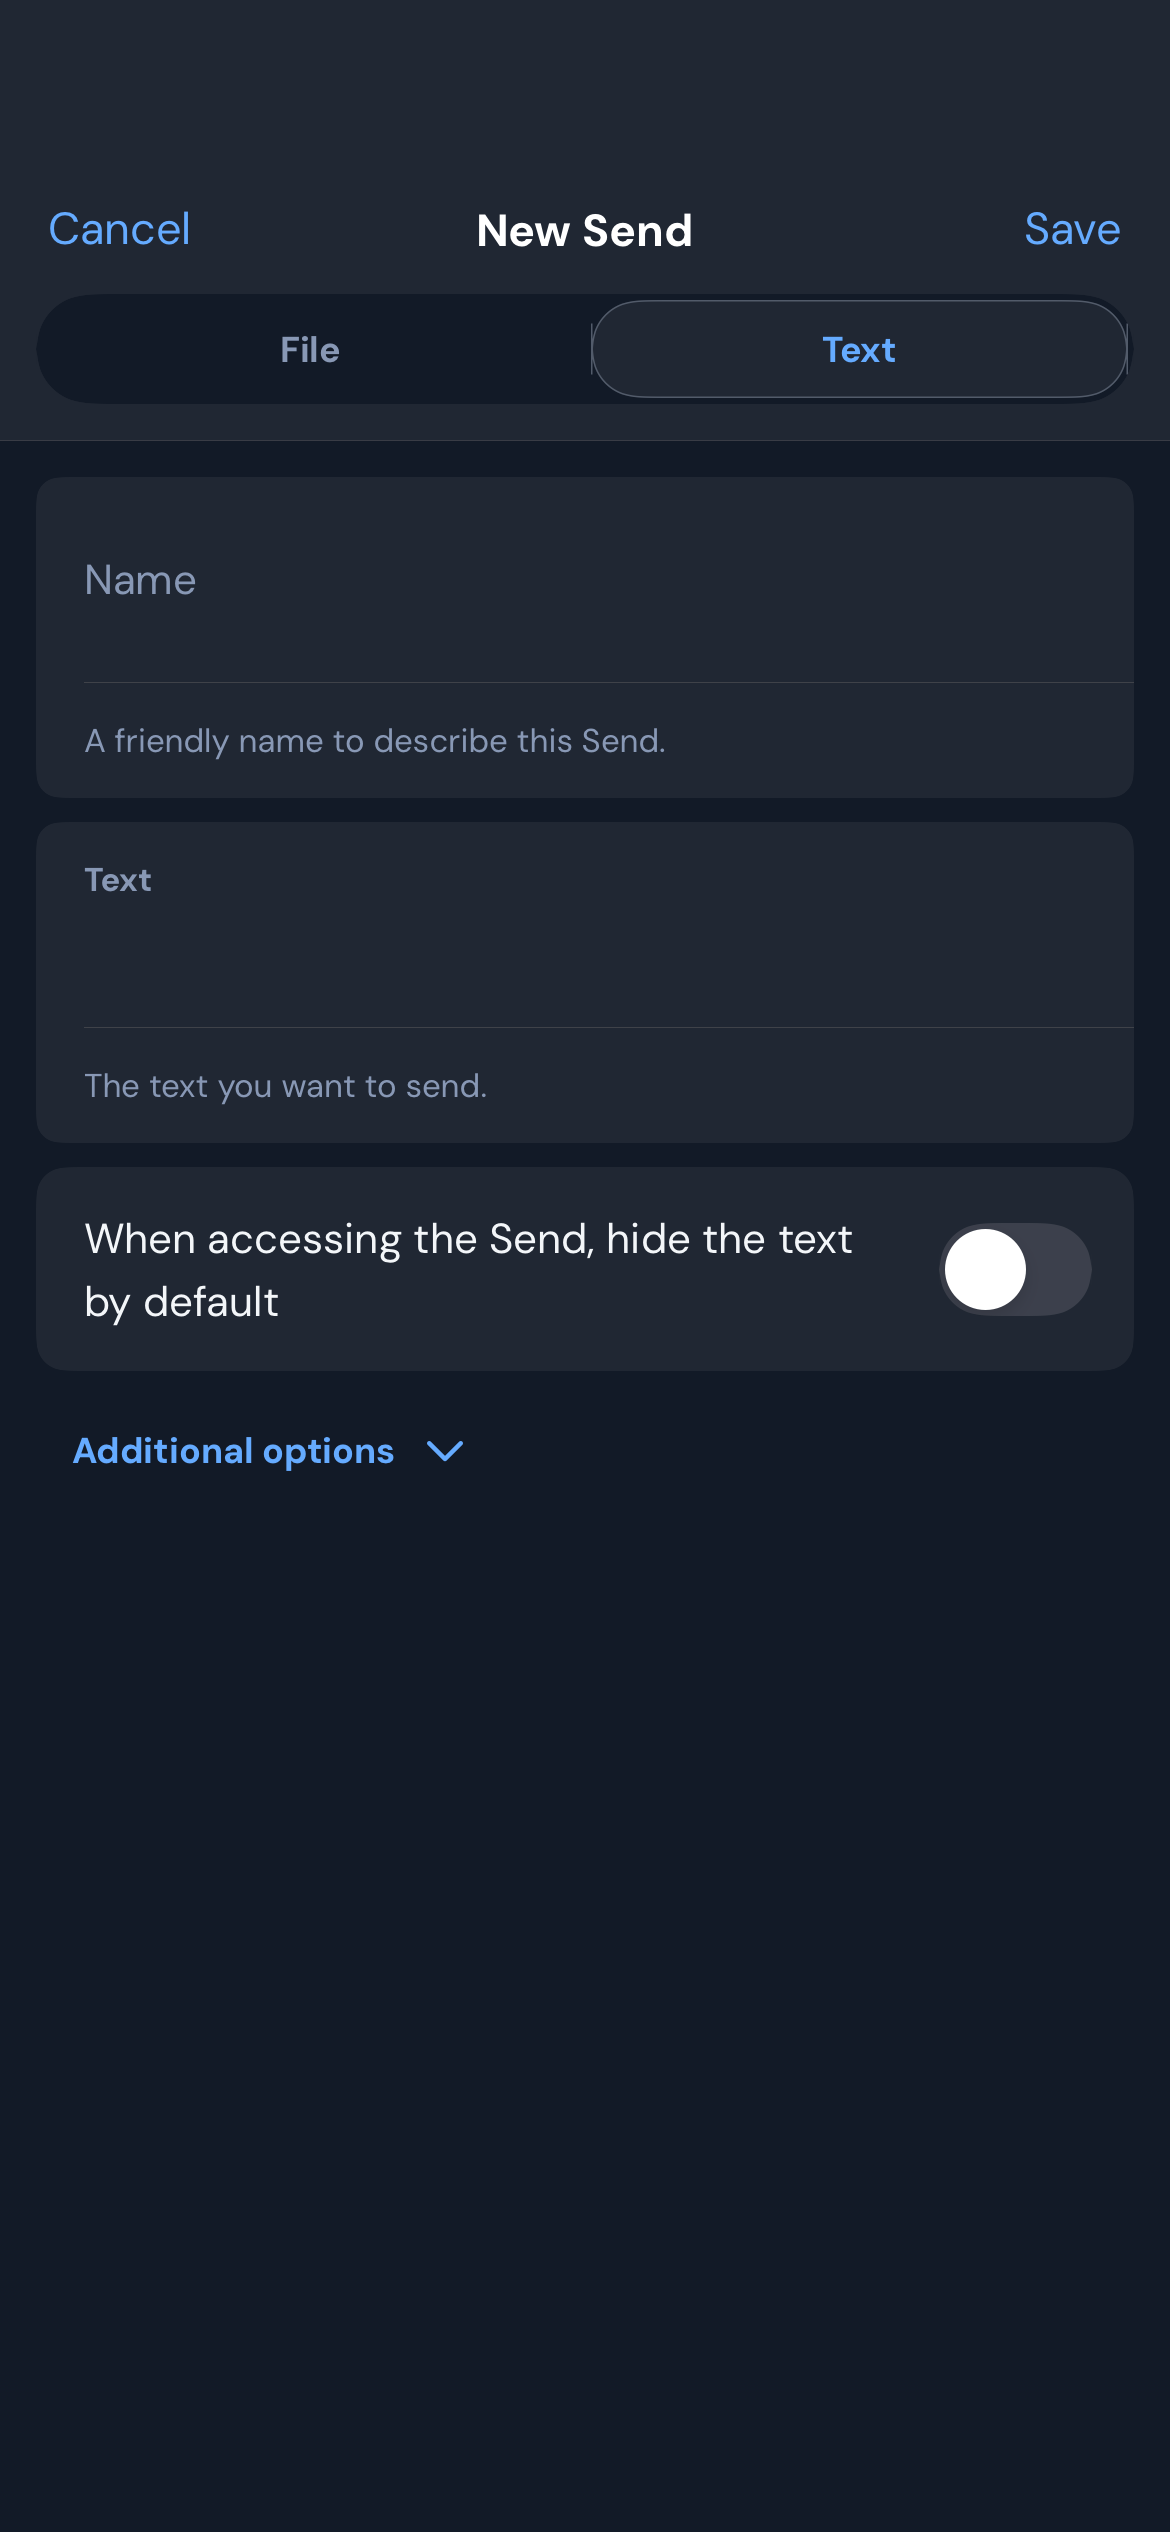 Cancel New Send Save
File Text
Name
A friendly name to describe this Send.
Text
The text you want to send.
When accessing the Send, hide the text
by default
Additional options